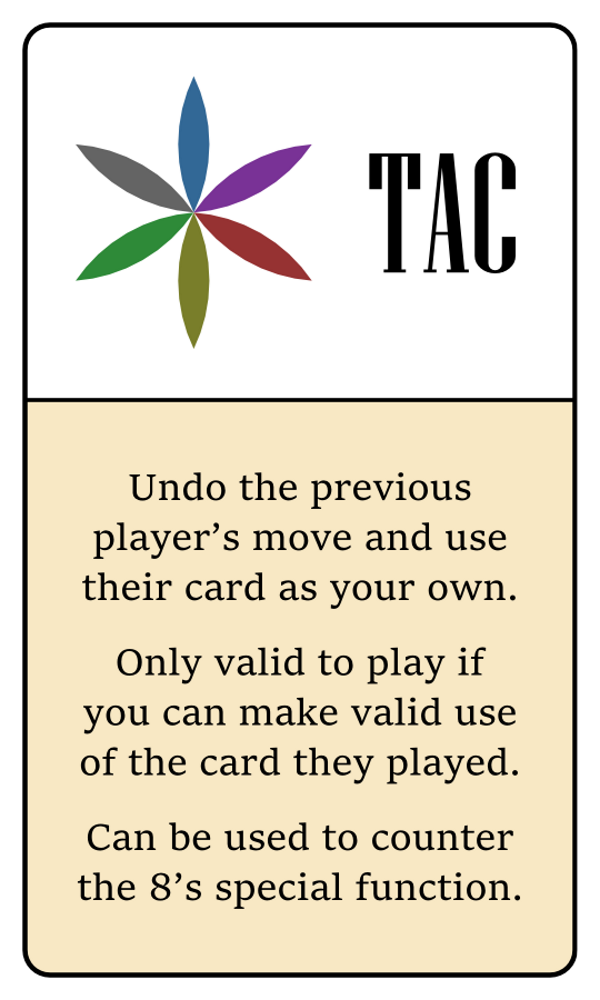 TAC
Undo the previous
player’s move and use
their card as your own.
Only valid to play if
you can make valid use
of the card they played.
Can be used to counter
the 8’s special function.